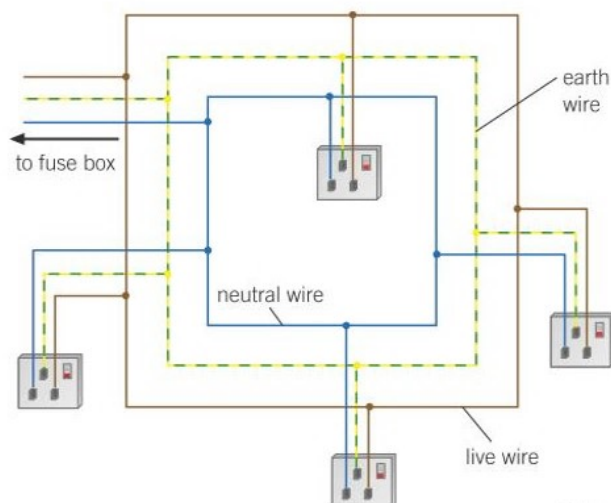 earth
wire
to fuse box
neutral wire
live wire